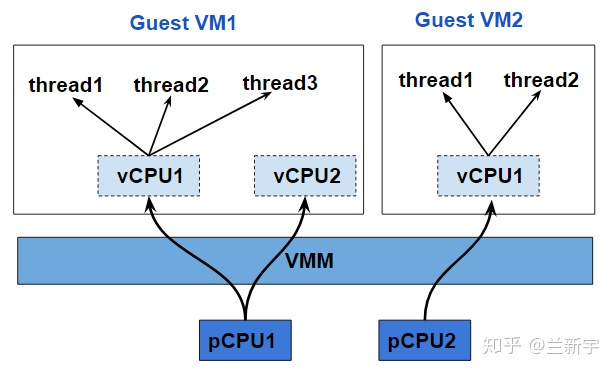 Guest VM1
Guest VM2
thread1
thread2
thread3
thread1
thread2
vCPU1
vCPU2
vCPU1
VMM
pCPU1
pCPU2
知乎 @兰新宇